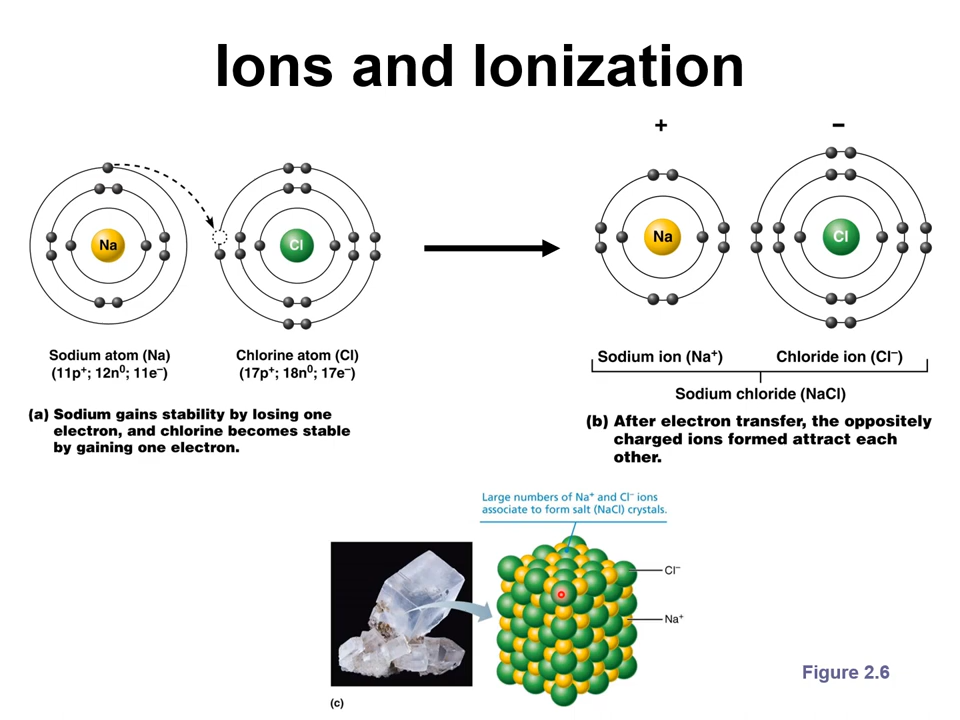 Ions and Ionization
+
−
Na
Cl
Na
Cl
Sodium atom (Na)
(11p⁺; 12n⁰; 11e⁻)
Chlorine atom (Cl)
(17p⁺; 18n⁰; 17e⁻)
Sodium ion (Na⁺)
Chloride ion (Cl⁻)
Sodium chloride (NaCl)
(a) Sodium gains stability by losing one
electron, and chlorine becomes stable
by gaining one electron.
(b) After electron transfer, the oppositely
charged ions formed attract each
other.
Large numbers of Na⁺ and Cl⁻ ions
associate to form salt (NaCl) crystals.
Cl⁻
Na⁺
(c)
Figure 2.6